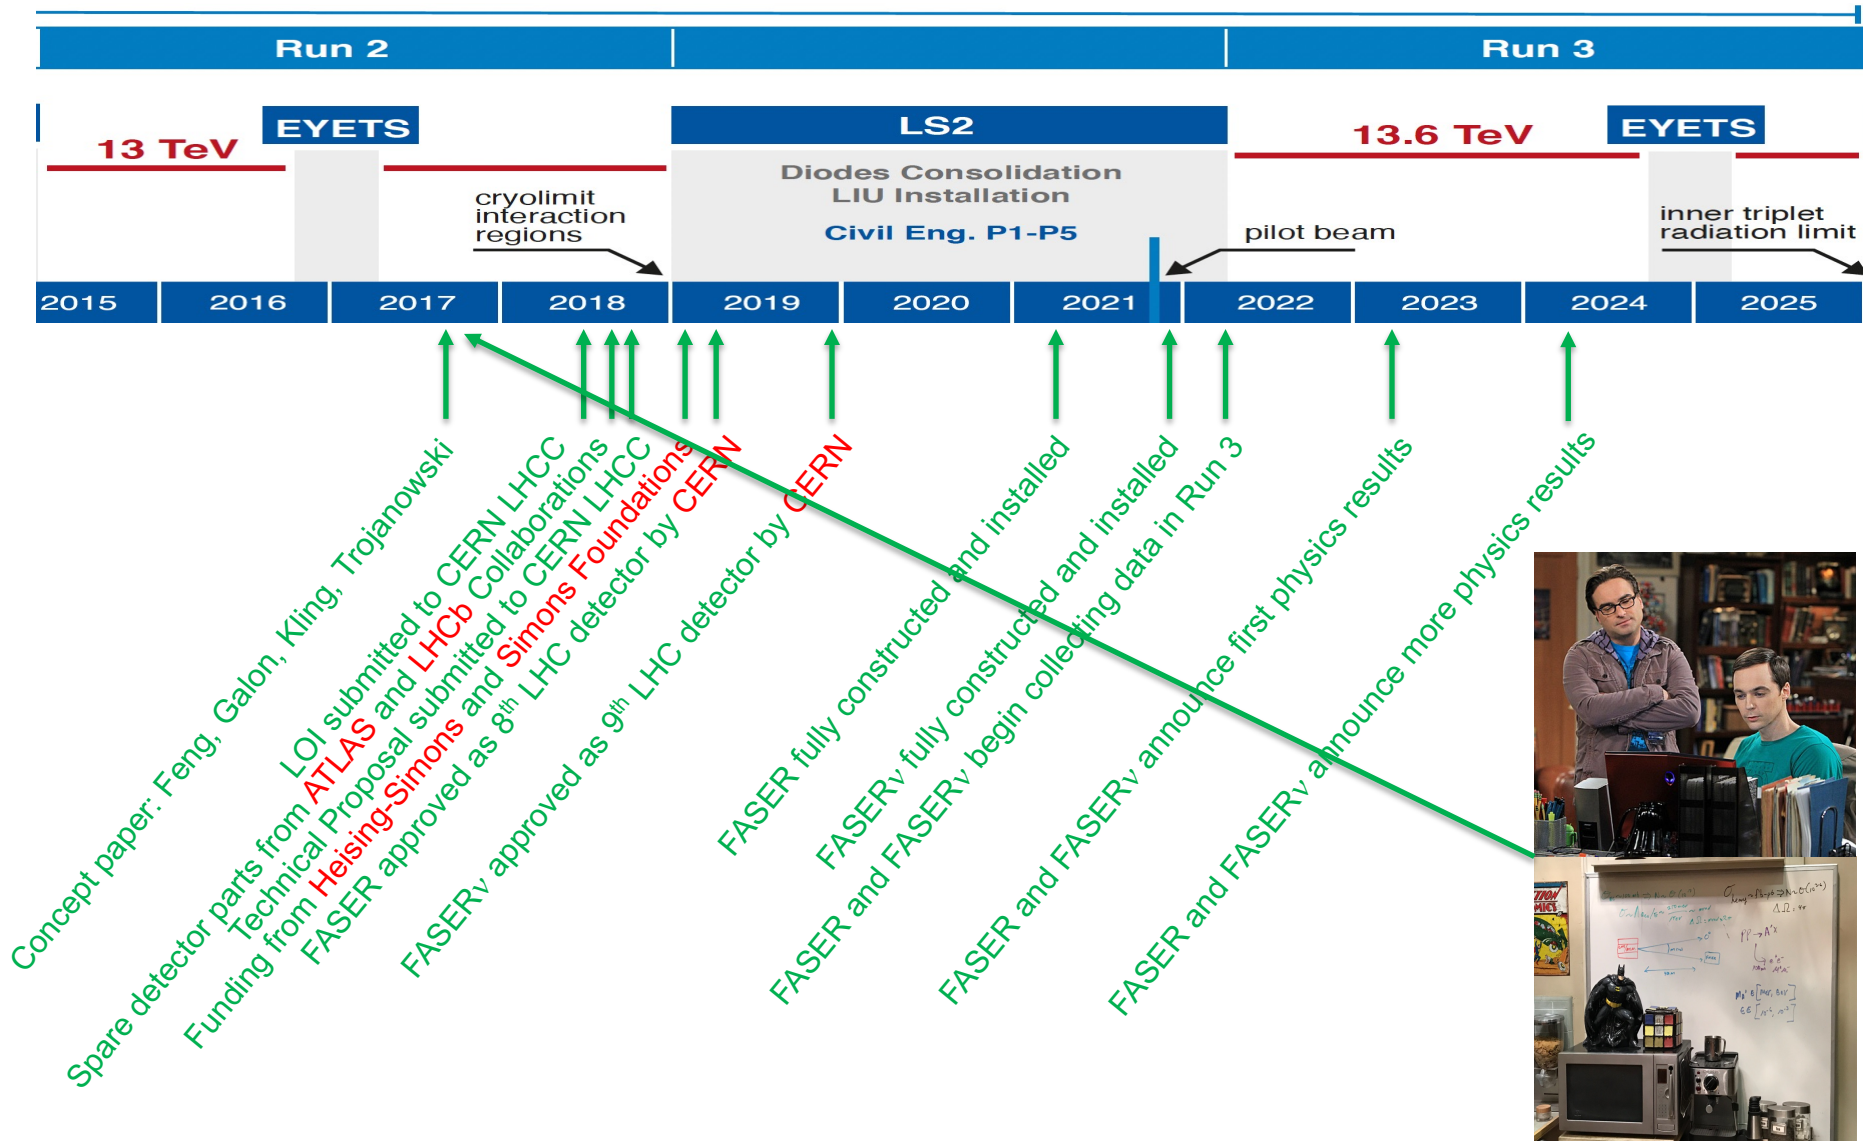 Run 2
Run 3
EYETS
LS2
EYETS
13 TeV
13.6 TeV
Diodes Consolidation
LIU Installation
Civil Eng. P1-P5
cryolimit
interaction
regions
pilot beam
inner triplet
radiation limit
2015
2016
2017
2018
2019
2020
2021
2022
2023
2024
2025
Concept paper: Feng, Galon, Kling, Trojanowski
LOI submitted to CERN LHCC
Spare detector parts from ATLAS and LHCb Collaborations
Technical Proposal submitted to CERN LHCC
Funding from Heising-Simons and Simons Foundations
FASER approved as 8th LHC detector by CERN
FASERν approved as 9th LHC detector by CERN
FASER fully constructed and installed
FASERν fully constructed and installed
FASER and FASERν begin collecting data in Run 3
FASER and FASERν announce first physics results
FASER and FASERν announce more physics results